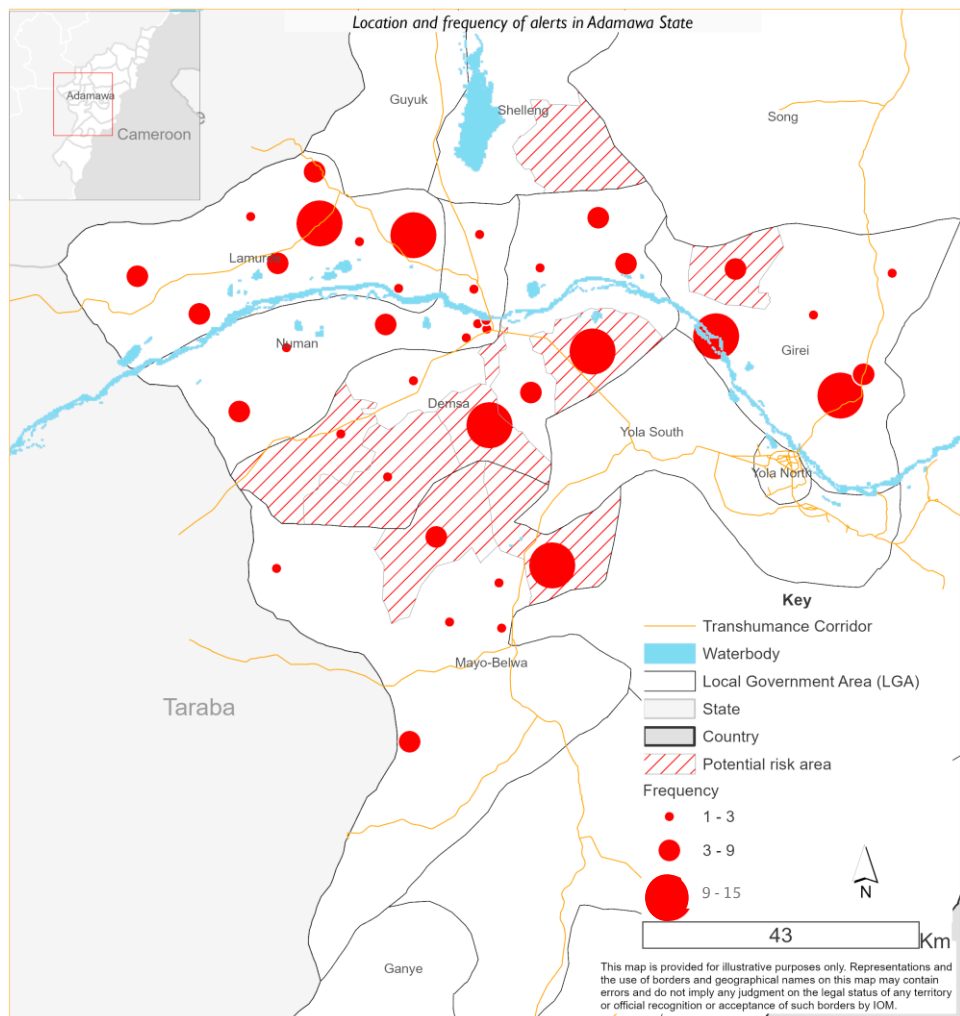 Location and frequency of alerts in Adamawa State
Adamawa
Cameroon
e
Guyuk
Shelleng
Song
Lamurde
Numan
Girei
Demsa
Yola South
Yola North
Mayo-Belwa
Taraba
Ganye
Key
Transhumance Corridor
Waterbody
Local Government Area (LGA)
State
Country
Potential risk area
Frequency
1 - 3
3 - 9
9 - 15
N
43
Km
This map is provided for illustrative purposes only. Representations and
the use of borders and geographical names on this map may contain
errors and do not imply any judgment on the legal status of any territory
or official recognition or acceptance of such borders by IOM.